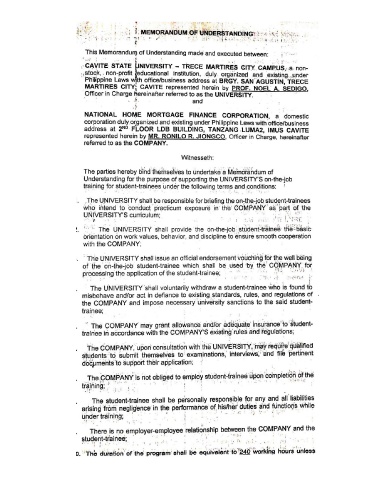 MEMORANDUM OF UNDERSTANDING
This Memorandum of Understanding made and executed between:
CAVITE STATE UNIVERSITY – TRECE MARTIRES CITY CAMPUS, a non-
stock, non-profit educational institution, duly organized and existing under
Philippine Laws with office/business address at BRGY. SAN AGUSTIN, TRECE
MARTIRES CITY, CAVITE represented herein by PROF. NOEL A. SEDIGO,
Officer in Charge hereinafter referred to as the UNIVERSITY.
and
NATIONAL HOME MORTGAGE FINANCE CORPORATION, a domestic
corporation duly organized and existing under Philippine Laws with office/business
address at 2ND FLOOR LDB BUILDING, TANZANG LUMA2, IMUS CAVITE
represented herein by MR. RONILO R. JIONGCO, Officer in Charge, hereinafter
referred to as the COMPANY.
Witnesseth:
The parties hereby bind themselves to undertake a Memorandum of
Understanding for the purpose of supporting the UNIVERSITY'S on-the-job
training for student-trainees under the following terms and conditions:
The UNIVERSITY shall be responsible for briefing the on-the-job student-trainees
who intend to conduct practicum exposure in the COMPANY as part of the
UNIVERSITY'S curriculum;
The UNIVERSITY shall provide the on-the-job student-trainees the basic
orientation on work values, behavior, and discipline to ensure smooth cooperation
with the COMPANY.
The UNIVERSITY shall issue an official endorsement vouching for the well being
of the on-the-job student-trainee which shall be used by the COMPANY for
processing the application of the student-trainee;
The UNIVERSITY shall voluntarily withdraw a student-trainee who is found to
misbehave and/or act in defiance to existing standards, rules, and regulations of
the COMPANY and impose necessary university sanctions to the said student-
trainee;
The COMPANY may grant allowance and/or adequate insurance to student-
trainee in accordance with the COMPANY'S existing rules and regulations;
The COMPANY, upon consultation with the UNIVERSITY, may require qualified
students to submit themselves to examinations, interviews, and file pertinent
documents to support their application;
The COMPANY is not obliged to employ student-trainee upon completion of the
training;
The student-trainee shall be personally responsible for any and all liabilities
arising from negligence in the performance of his/her duties and functions while
under training;
There is no employer-employee relationship between the COMPANY and the
student-trainee;
0. The duration of the program shall be equivalent to 240 working hours unless